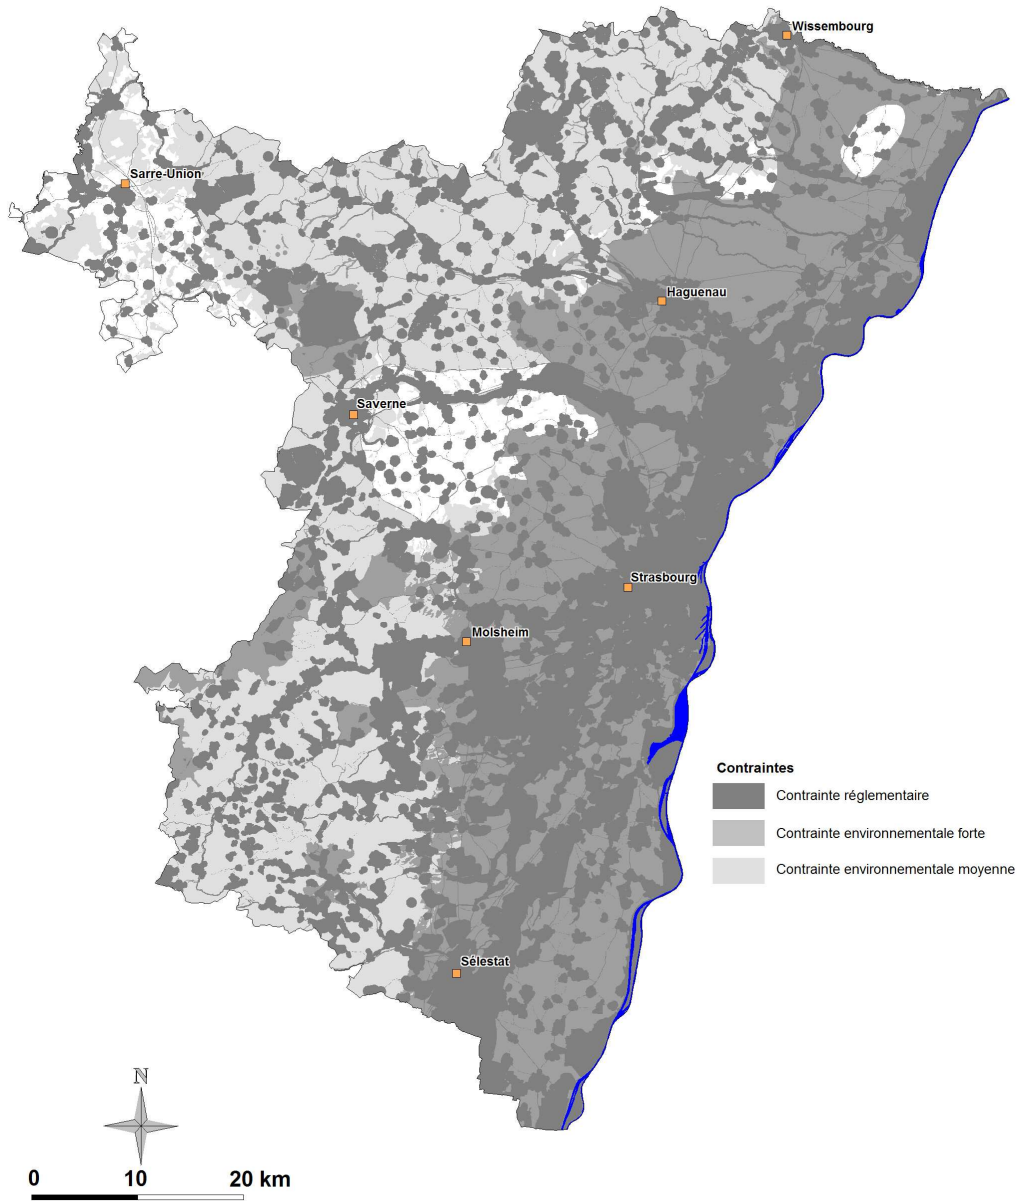 Wissembourg
Sarre-Union
Haguenau
Saverne
Strasbourg
Molsheim
Contraintes
Contrainte réglementaire
Contrainte environnementale forte
Contrainte environnementale moyenne
Sélestat
N
0 10 20 km